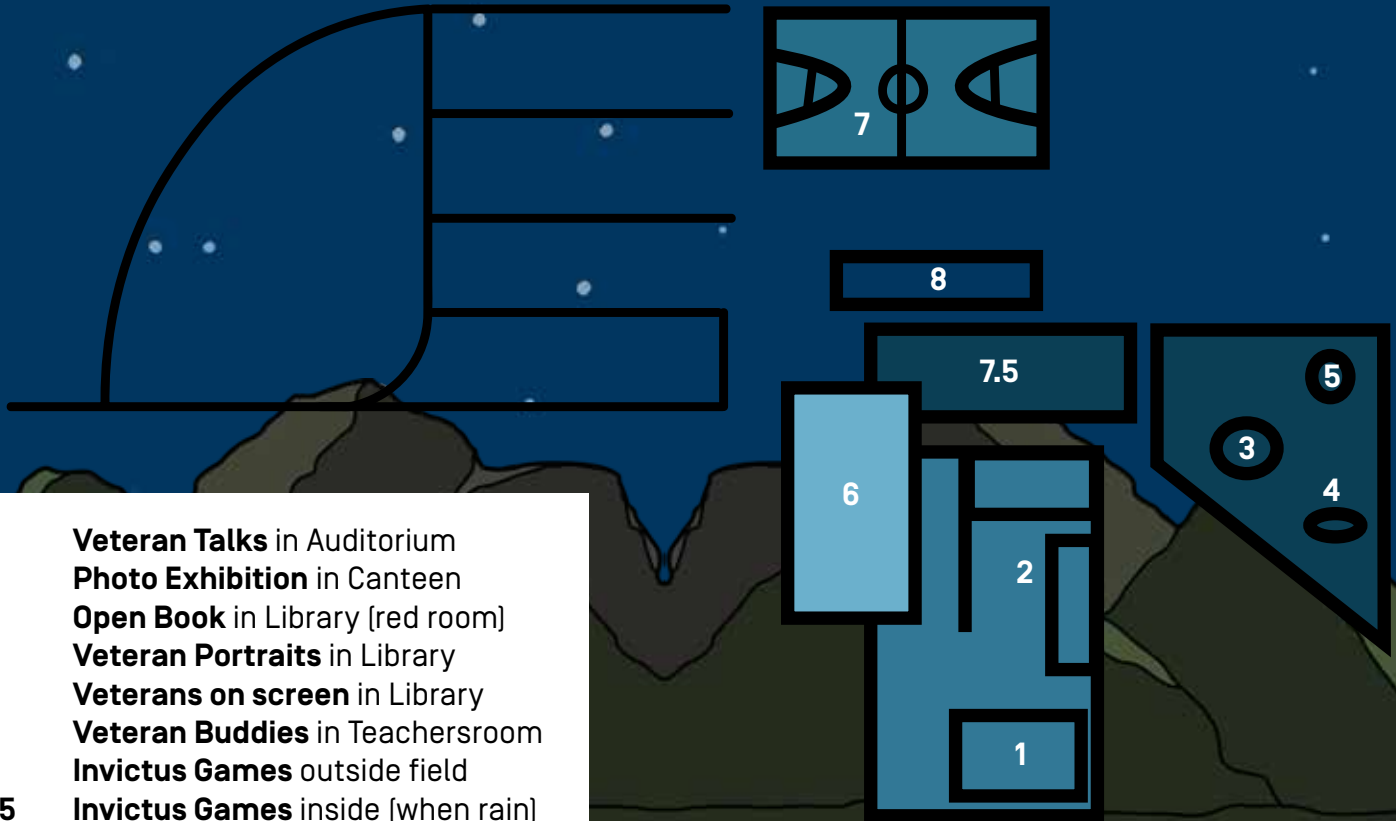 7
8
7.5
5
3
6
4
2
1
Veteran Talks in Auditorium
Photo Exhibition in Canteen
Open Book in Library (red room)
Veteran Portraits in Library
Veterans on screen in Library
Veteran Buddies in Teachersroom
Invictus Games outside field
5 Invictus Games inside (when rain)